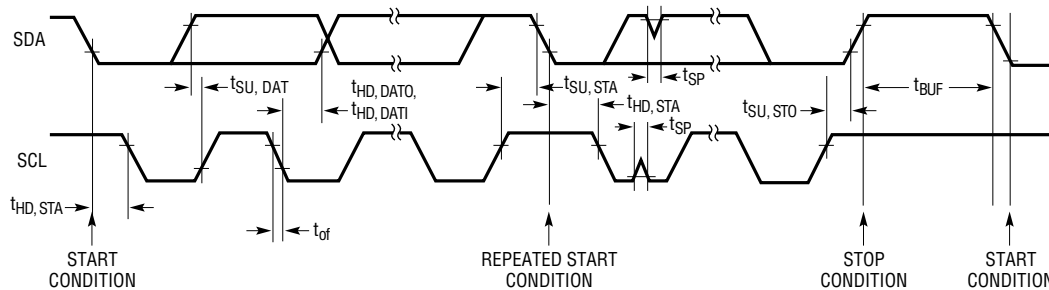 SDA
tSU, DAT
tHD, DATO,
tHD, DATI
tSU, STA
tHD, STA
tSP
tSP
tSU, STO
tBUF
SCL
tHD, STA
tof
START
CONDITION
REPEATED START
CONDITION
STOP
CONDITION
START
CONDITION